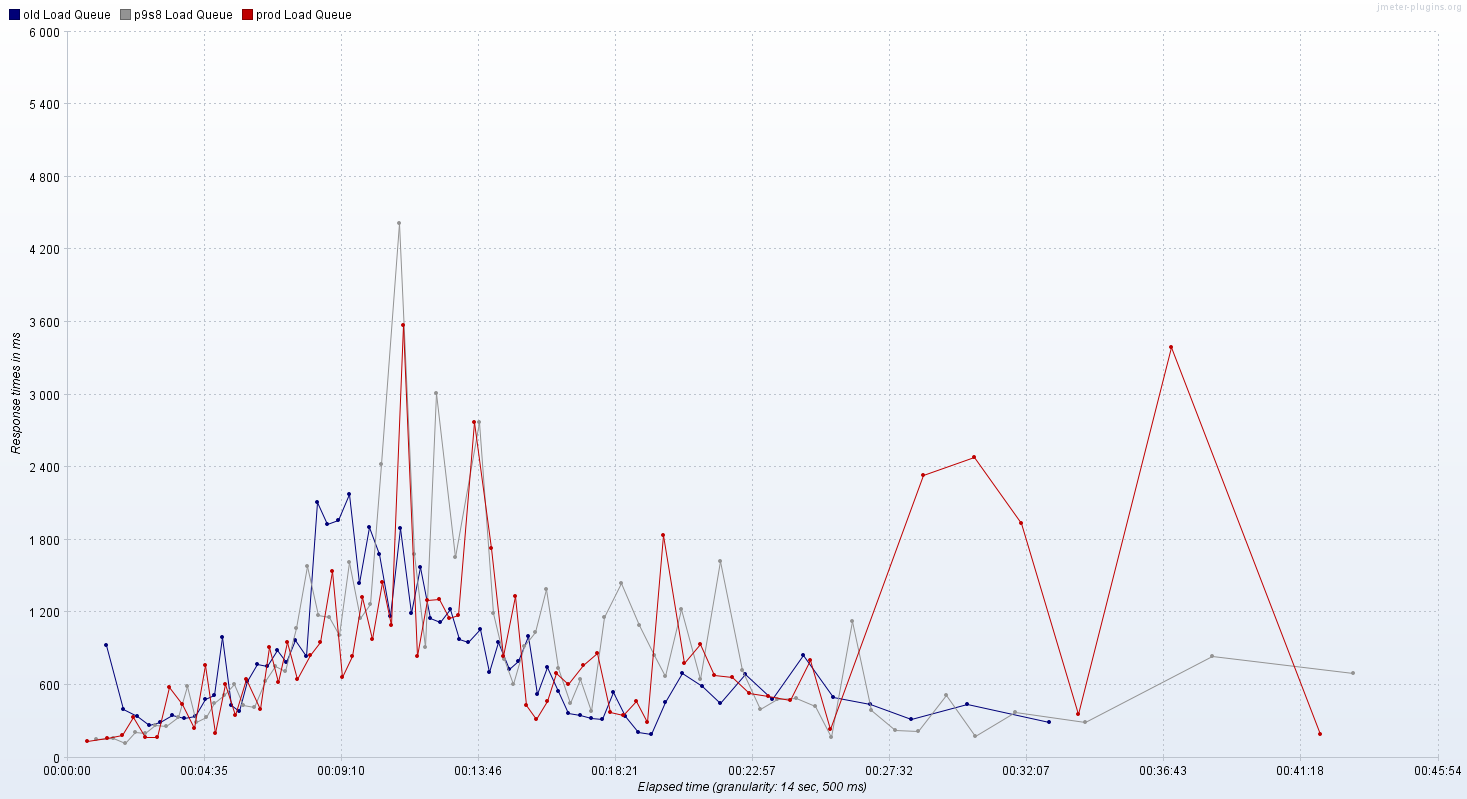 jmeter-plugins.org
old Load Queue p9s8 Load Queue prod Load Queue
6 000
5 400
4 800
4 200
3 600
3 000
2 400
1 800
1 200
600
0
Response times in ms
00:00:00 00:04:35 00:09:10 00:13:46 00:18:21 00:22:57 00:27:32 00:32:07 00:36:43 00:41:18 00:45:54
Elapsed time (granularity: 14 sec, 500 ms)